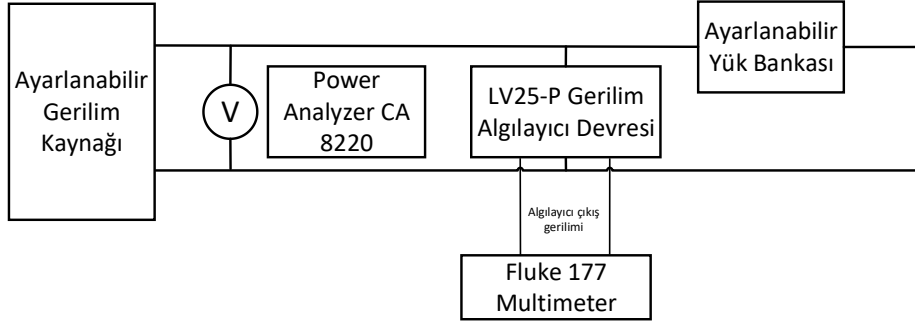 Ayarlanabilir
Gerilim
Kaynağı
V
Power
Analyzer CA
8220
LV25-P Gerilim
Algılayıcı Devresi
Ayarlanabilir
Yük Bankası
Algılayıcı çıkış
gerilimi
Fluke 177
Multimeter